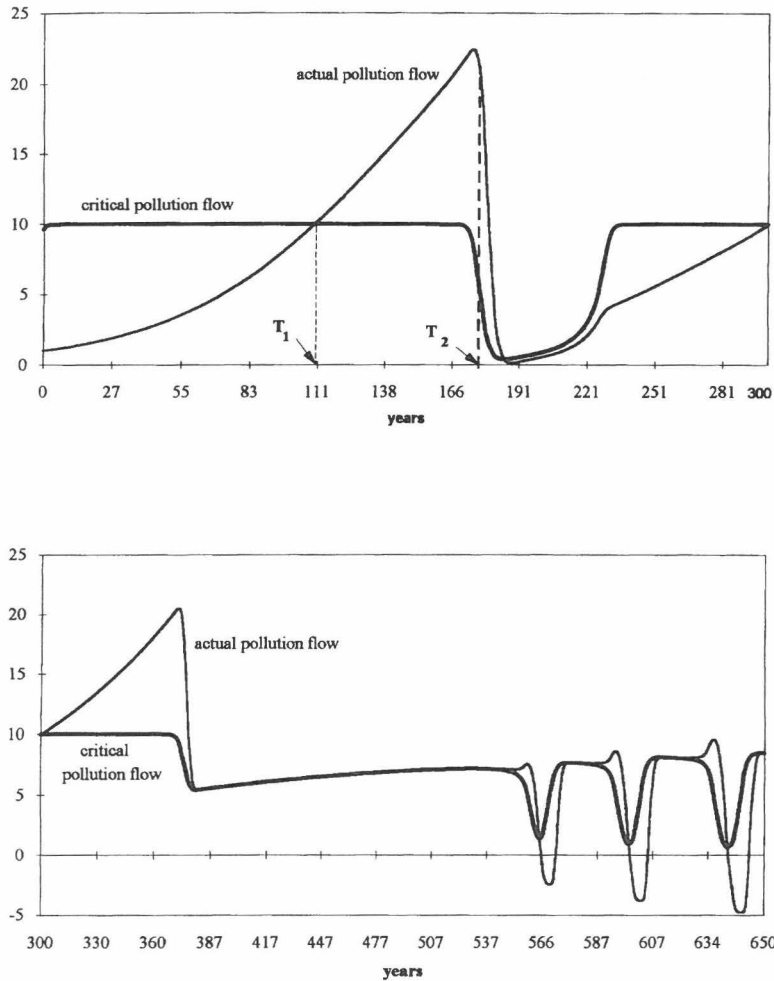 25
actual pollution flow
20
15
critical pollution flow
10
5
T1
T2
0
0 27 55 83 111 138 166 191 221 251 281 300
years
25
20
actual pollution flow
15
10
critical
pollution flow
5
0
-5
300 330 360 387 417 447 477 507 537 566 587 607 634 650
years